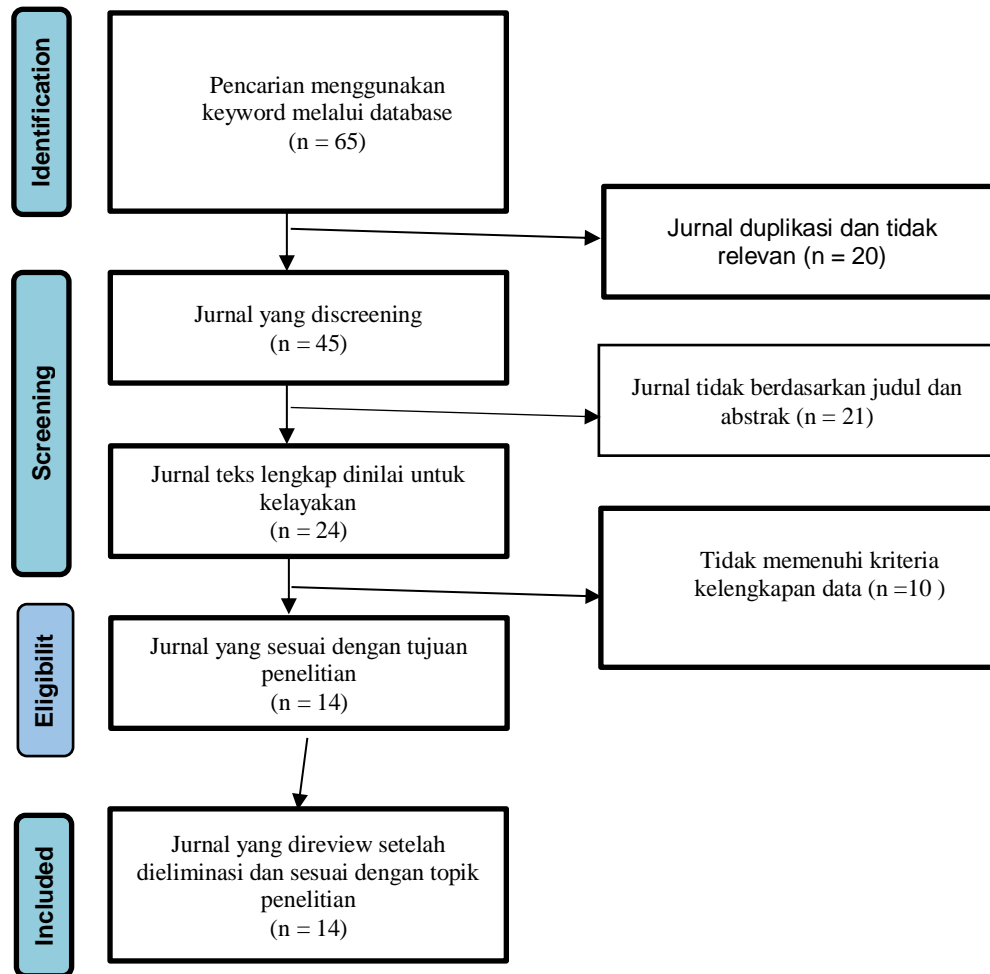 Identification
Pencarian menggunakan
keyword melalui database
(n = 65)
Jurnal duplikasi dan tidak
relevan (n = 20)
Screening
Jurnal yang discreening
(n = 45)
Jurnal tidak berdasarkan judul dan
abstrak (n = 21)
Jurnal teks lengkap dinilai untuk
kelayakan
(n = 24)
Tidak memenuhi kriteria
kelengkapan data (n =10 )
Eligibilit
Jurnal yang sesuai dengan tujuan
penelitian
(n = 14)
Included
Jurnal yang direview setelah
dieliminasi dan sesuai dengan topik
penelitian
(n = 14)